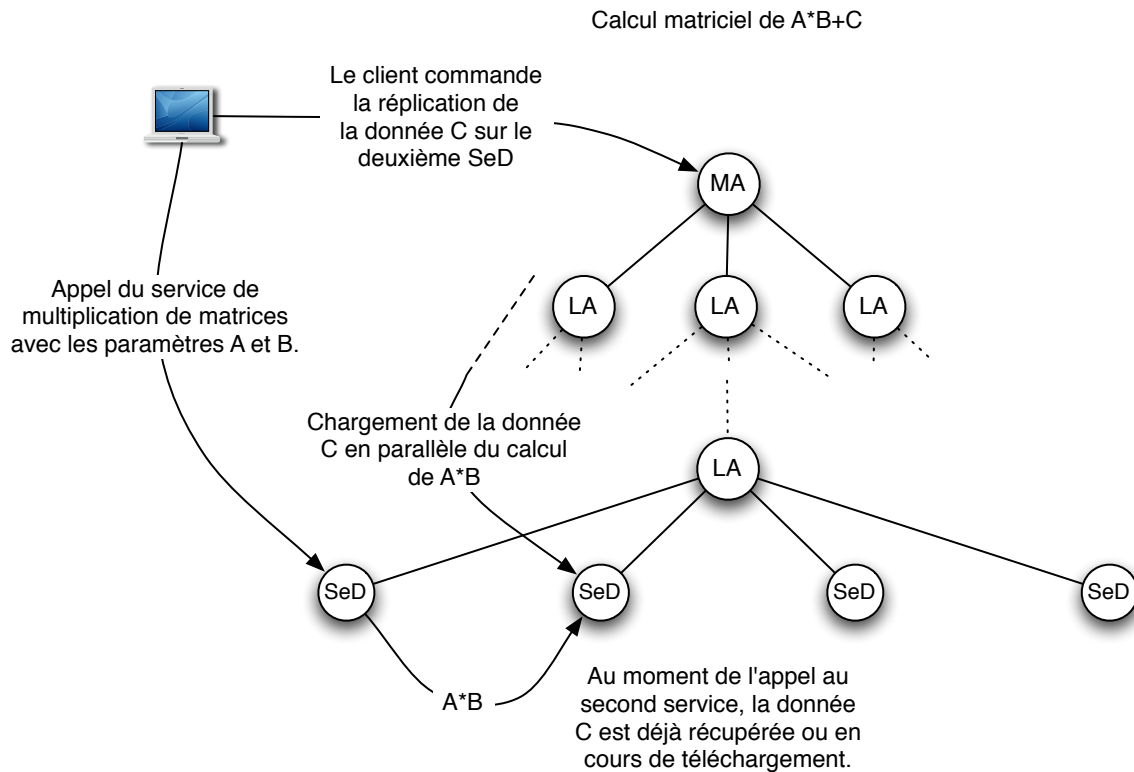 Calcul matriciel de A*B+C
Le client commande
la réplication de
la donnée C sur le
deuxième SeD
MA
Appel du service de
multiplication de matrices
avec les paramètres A et B.
LA
LA
LA
Chargement de la donnée
C en parallèle du calcul
de A*B
LA
SeD
SeD
SeD
SeD
A*B
Au moment de l'appel au
second service, la donnée
C est déjà récupérée ou en
cours de téléchargement.